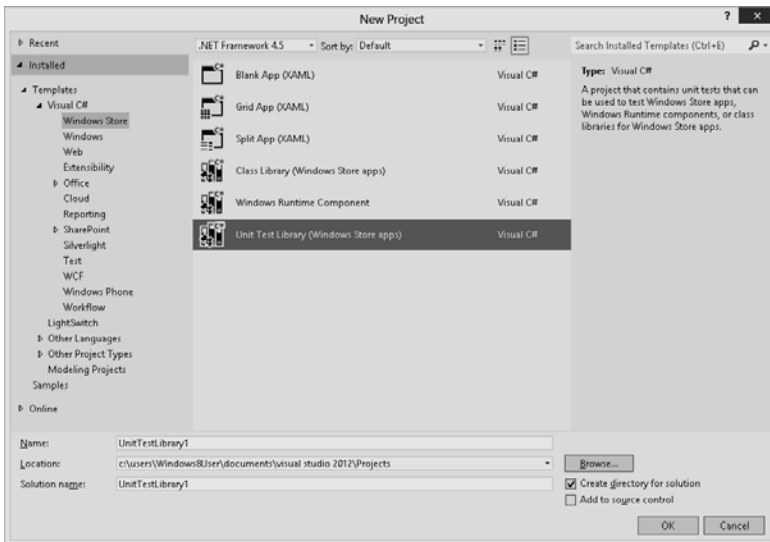 New Project
?
Recent
.NET Framework 4.5
Sort by: Default
Search Installed Templates (Ctrl+E)
Installed
Templates
Visual C#
Windows Store
Windows
Web
Extensibility
Office
Cloud
Reporting
SharePoint
Silverlight
Test
WCF
Windows Phone
Workflow
LightSwitch
Other Languages
Other Project Types
Modeling Projects
Samples
Online
Blank App (XAML) Visual C#
Grid App (XAML) Visual C#
Split App (XAML) Visual C#
Class Library (Windows Store apps) Visual C#
Windows Runtime Component Visual C#
Unit Test Library (Windows Store apps) Visual C#
Type: Visual C#
A project that contains unit tests that can
be used to test Windows Store apps,
Windows Runtime components, or class
libraries for Windows Store apps.
Name: UnitTestLibrary1
Location: c:\users\Windows8User\documents\visual studio 2012\Projects
Browse...
Solution name: UnitTestLibrary1
Create directory for solution
Add to source control
OK
Cancel